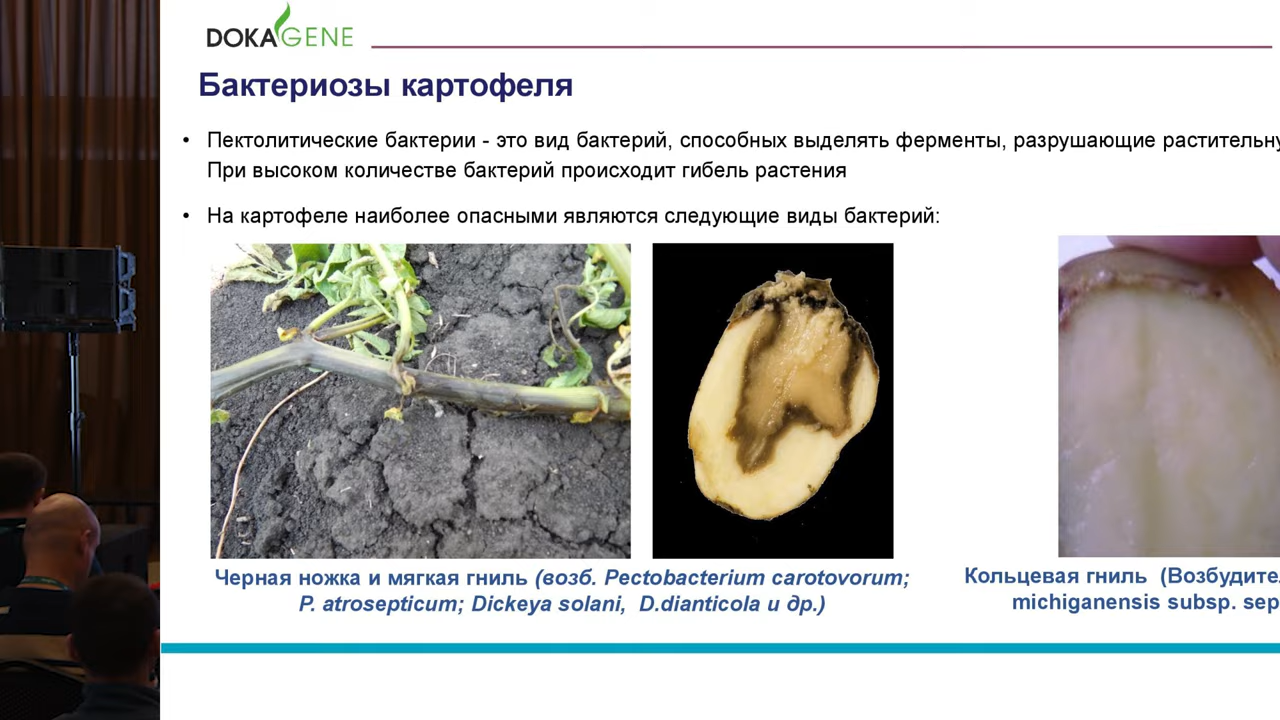 DOKAGENE
Бактериозы картофеля
• Пектолитические бактерии - это вид бактерий, способных выделять ферменты, разрушающие
При высоком количестве бактерий происходит гибель растения
• На картофеле наиболее опасными являются следующие виды бактерий:
Черная ножка и мягкая гниль (возб. Pectobacterium carotovorum;
P. atrosepticum; Dickeya solani, D.dianticola и др.)
Кольцевая гниль (Возбудите
michiganensis subsp. sep